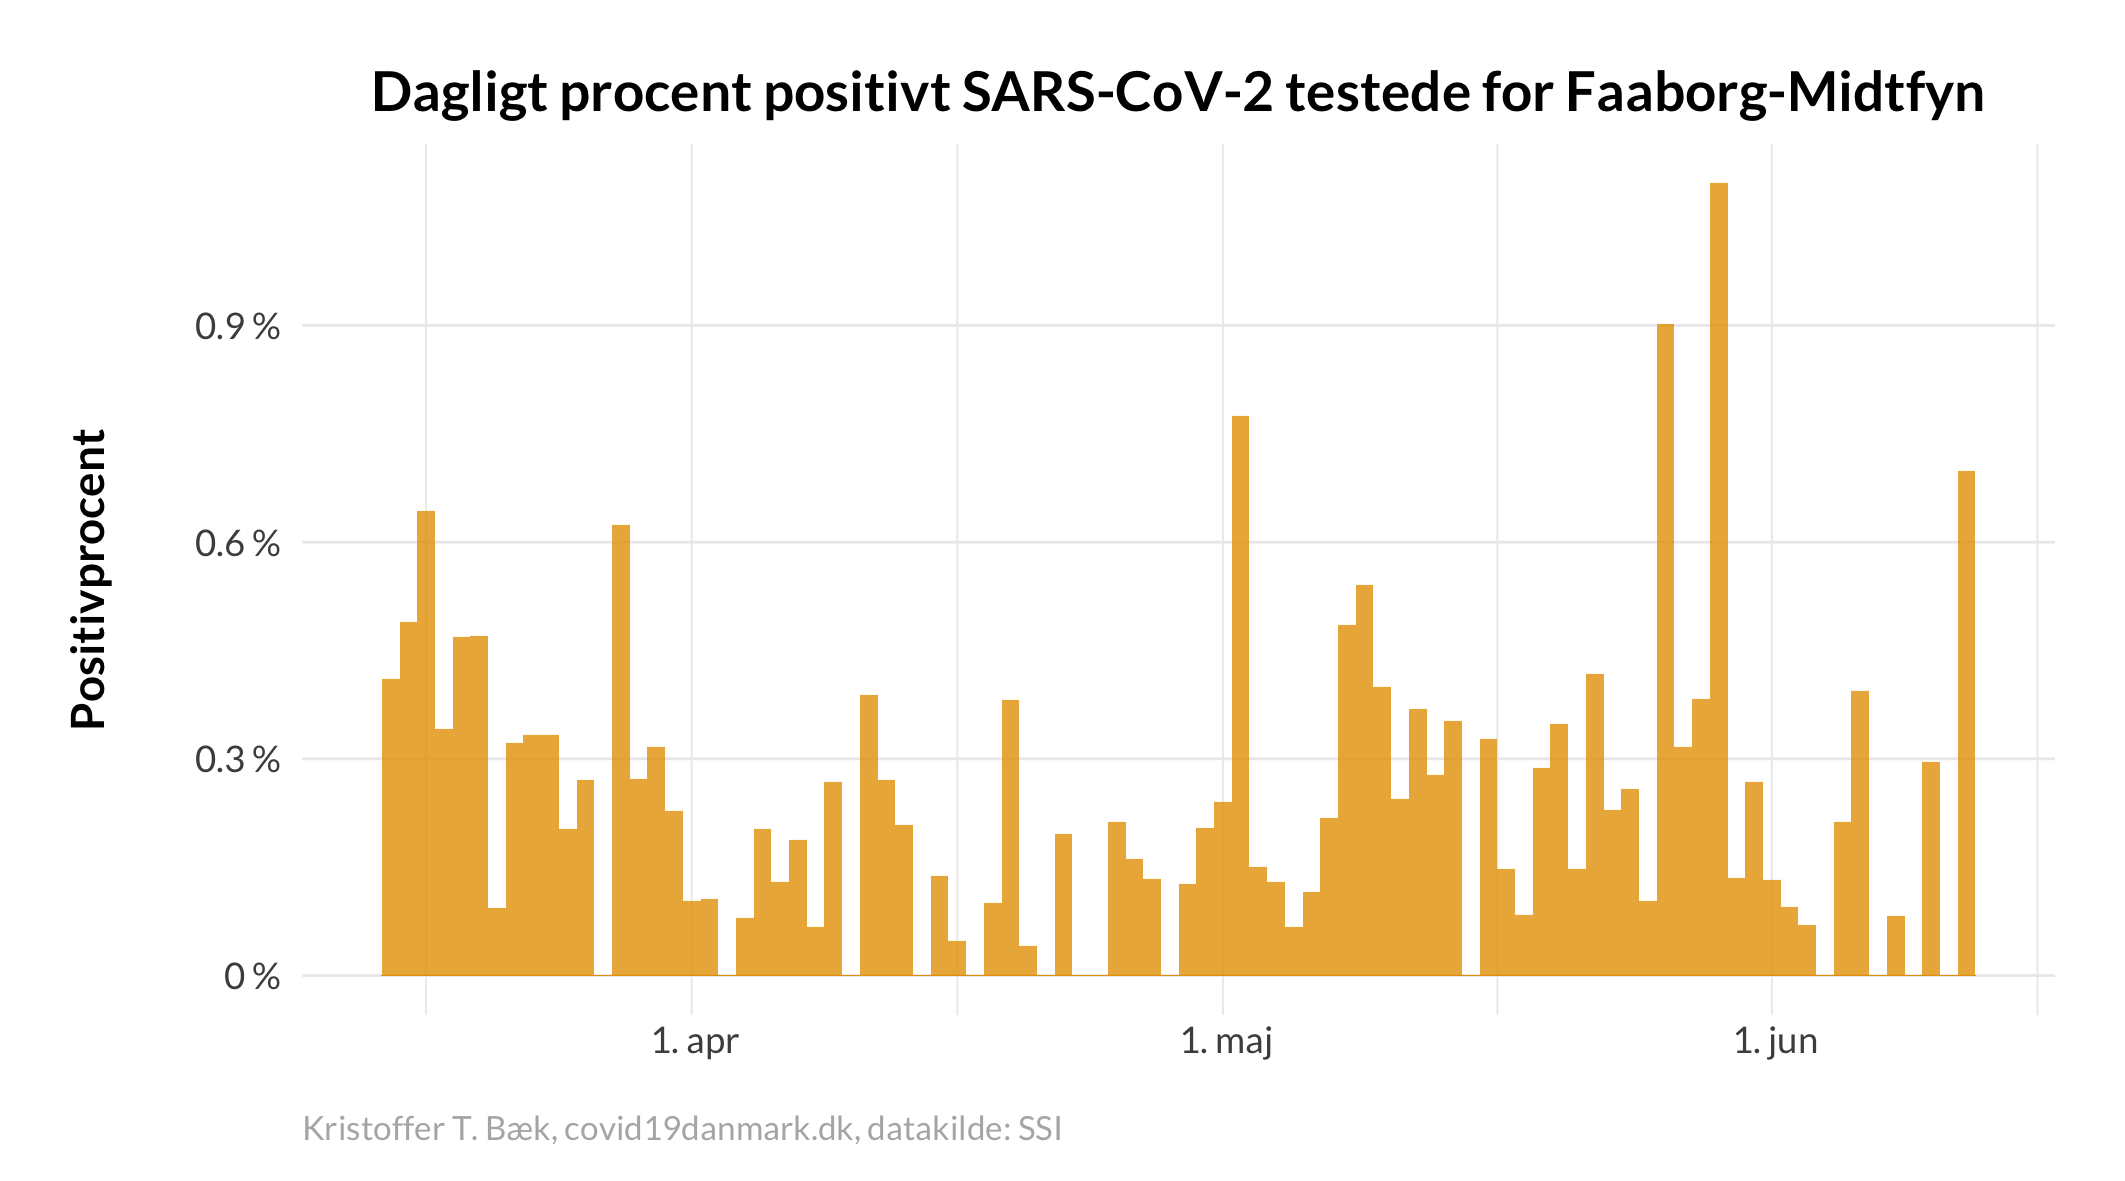 Dagligt procent positivt SARS-CoV-2 testede for Faaborg-Midtfyn
Positivprocent
0.9 %
0.6 %
0.3 %
0 %
1. apr
1. maj
1. jun
Kristoffer T. Bæk, covid19danmark.dk, datakilde: SSI